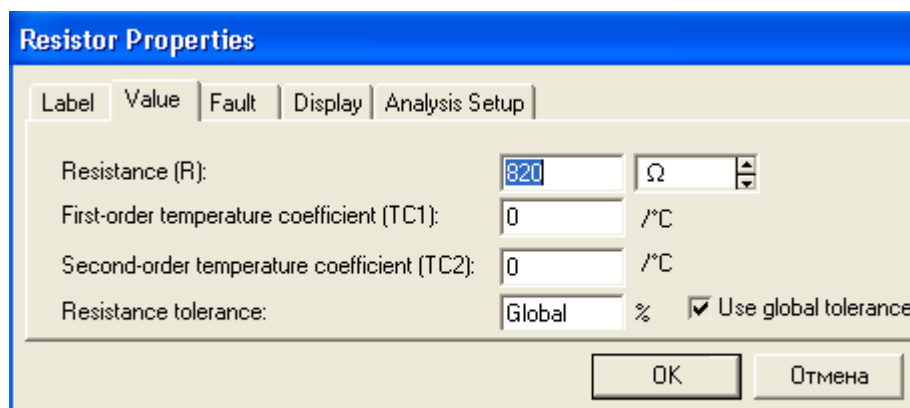 Resistor Properties
Label Value Fault Display Analysis Setup
Resistance (R): 820 Ω
First-order temperature coefficient (TC1): 0 /°C
Second-order temperature coefficient (TC2): 0 /°C
Resistance tolerance: Global % Use global tolerance
OK Отмена